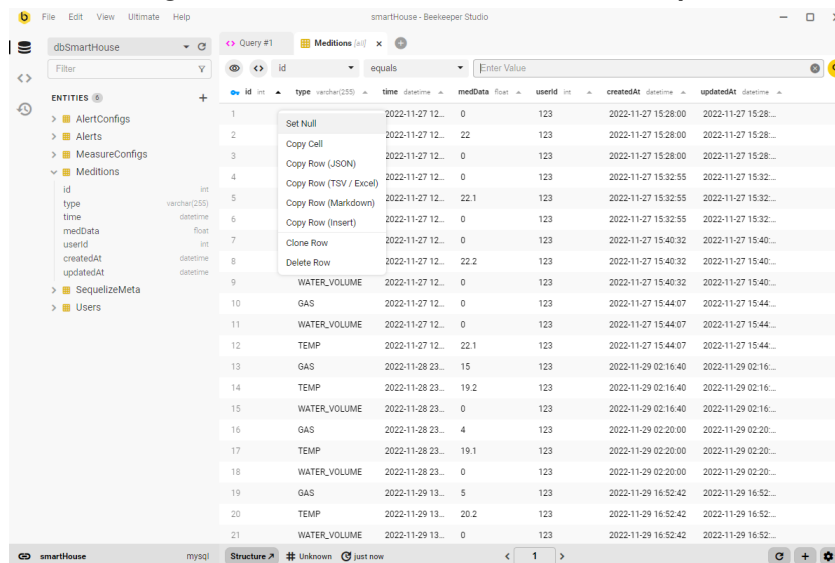 File Edit View Ultimate Help smartHouse - Beekeeper Studio
dbSmartHouse
Filter
ENTITIES 6
AlertConfigs
Alerts
MeasureConfigs
Meditions
id int
type varchar(255)
time datetime
medData float
userId int
createdAt datetime
updatedAt datetime
SequelizeMeta
Users
Query #1 Meditions [all]
id equals Enter Value
id int type varchar(255) time datetime medData float userId int createdAt datetime updatedAt datetime
1 2022-11-27 12... 0 123 2022-11-27 15:28:00 2022-11-27 15:28:...
2 2022-11-27 12... 22 123 2022-11-27 15:28:00 2022-11-27 15:28:...
3 2022-11-27 12... 0 123 2022-11-27 15:28:00 2022-11-27 15:28:...
4 2022-11-27 12... 0 123 2022-11-27 15:32:55 2022-11-27 15:32:...
5 2022-11-27 12... 22.1 123 2022-11-27 15:32:55 2022-11-27 15:32:...
6 2022-11-27 12... 0 123 2022-11-27 15:32:55 2022-11-27 15:32:...
7 2022-11-27 12... 0 123 2022-11-27 15:40:32 2022-11-27 15:40:...
8 2022-11-27 12... 22.2 123 2022-11-27 15:40:32 2022-11-27 15:40:...
9 WATER_VOLUME 2022-11-27 12... 0 123 2022-11-27 15:40:32 2022-11-27 15:40:...
10 GAS 2022-11-27 12... 0 123 2022-11-27 15:44:07 2022-11-27 15:44:...
11 WATER_VOLUME 2022-11-27 12... 0 123 2022-11-27 15:44:07 2022-11-27 15:44:...
12 TEMP 2022-11-27 12... 22.1 123 2022-11-27 15:44:07 2022-11-27 15:44:...
13 GAS 2022-11-28 23... 15 123 2022-11-29 02:16:40 2022-11-29 02:16:...
14 TEMP 2022-11-28 23... 19.2 123 2022-11-29 02:16:40 2022-11-29 02:16:...
15 WATER_VOLUME 2022-11-28 23... 0 123 2022-11-29 02:16:40 2022-11-29 02:16:...
16 GAS 2022-11-28 23... 4 123 2022-11-29 02:20:00 2022-11-29 02:20:...
17 TEMP 2022-11-28 23... 19.1 123 2022-11-29 02:20:00 2022-11-29 02:20:...
18 WATER_VOLUME 2022-11-28 23... 0 123 2022-11-29 02:20:00 2022-11-29 02:20:...
19 GAS 2022-11-29 13... 5 123 2022-11-29 16:52:42 2022-11-29 16:52:...
20 TEMP 2022-11-29 13... 20.2 123 2022-11-29 16:52:42 2022-11-29 16:52:...
21 WATER_VOLUME 2022-11-29 13... 0 123 2022-11-29 16:52:42 2022-11-29 16:52:...
Set Null
Copy Cell
Copy Row (JSON)
Copy Row (TSV / Excel)
Copy Row (Markdown)
Copy Row (Insert)
Clone Row
Delete Row
smartHouse mysql Structure Unknown just now 1